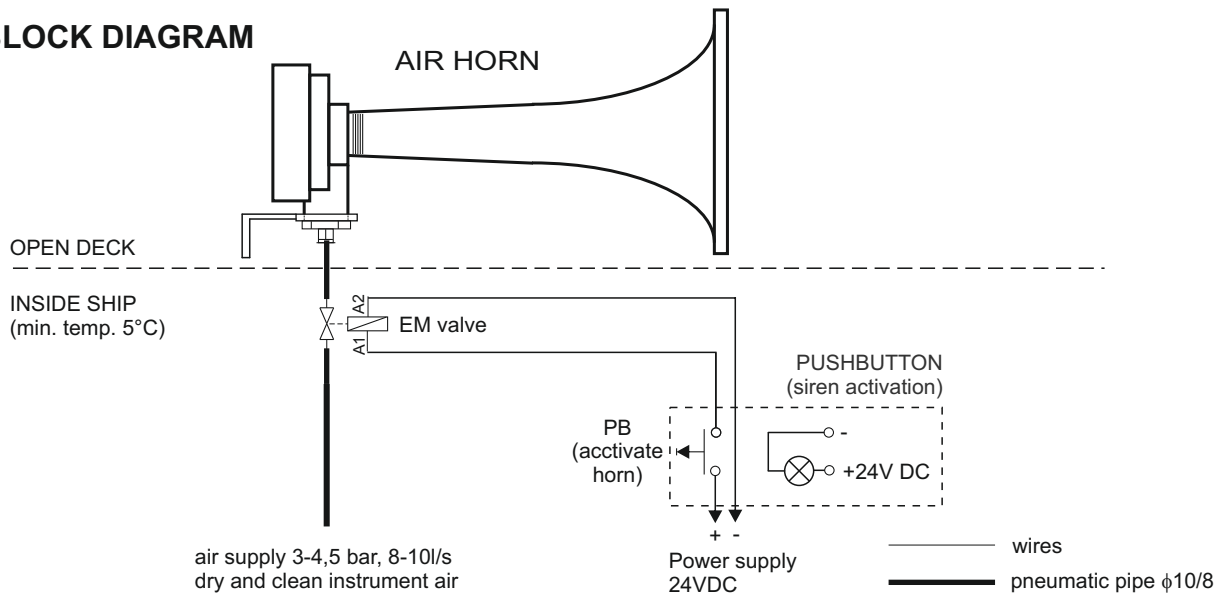 LOCK DIAGRAM
AIR HORN
OPEN DECK
INSIDE SHIP
(min. temp. 5°C)
A2
EM valve
A1
PUSHBUTTON
(siren activation)
PB
(acctivate
horn)
-
+24V DC
+ -
Power supply
24VDC
air supply 3-4,5 bar, 8-10l/s
dry and clean instrument air
wires
pneumatic pipe ϕ10/8